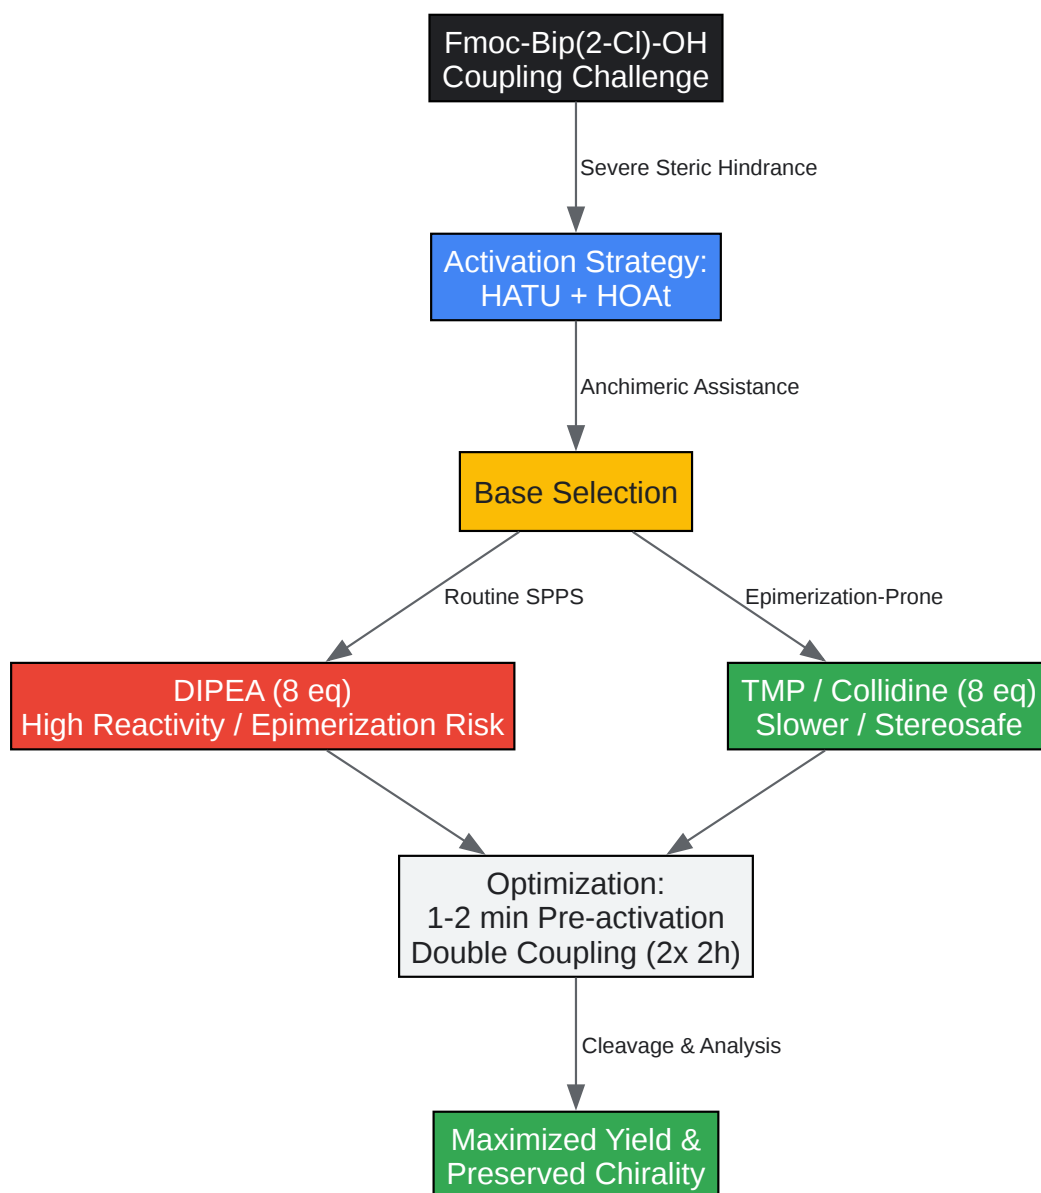 Fmoc-Bip(2-Cl)-OH
Coupling Challenge
Severe Steric Hindrance
Activation Strategy:
HATU + HOAt
Anchimeric Assistance
Base Selection
Routine SPPS
Epimerization-Prone
DIPEA (8 eq)
High Reactivity / Epimerization Risk
TMP / Collidine (8 eq)
Slower / Stereosafe
Optimization:
1-2 min Pre-activation
Double Coupling (2x 2h)
Cleavage & Analysis
Maximized Yield &
Preserved Chirality